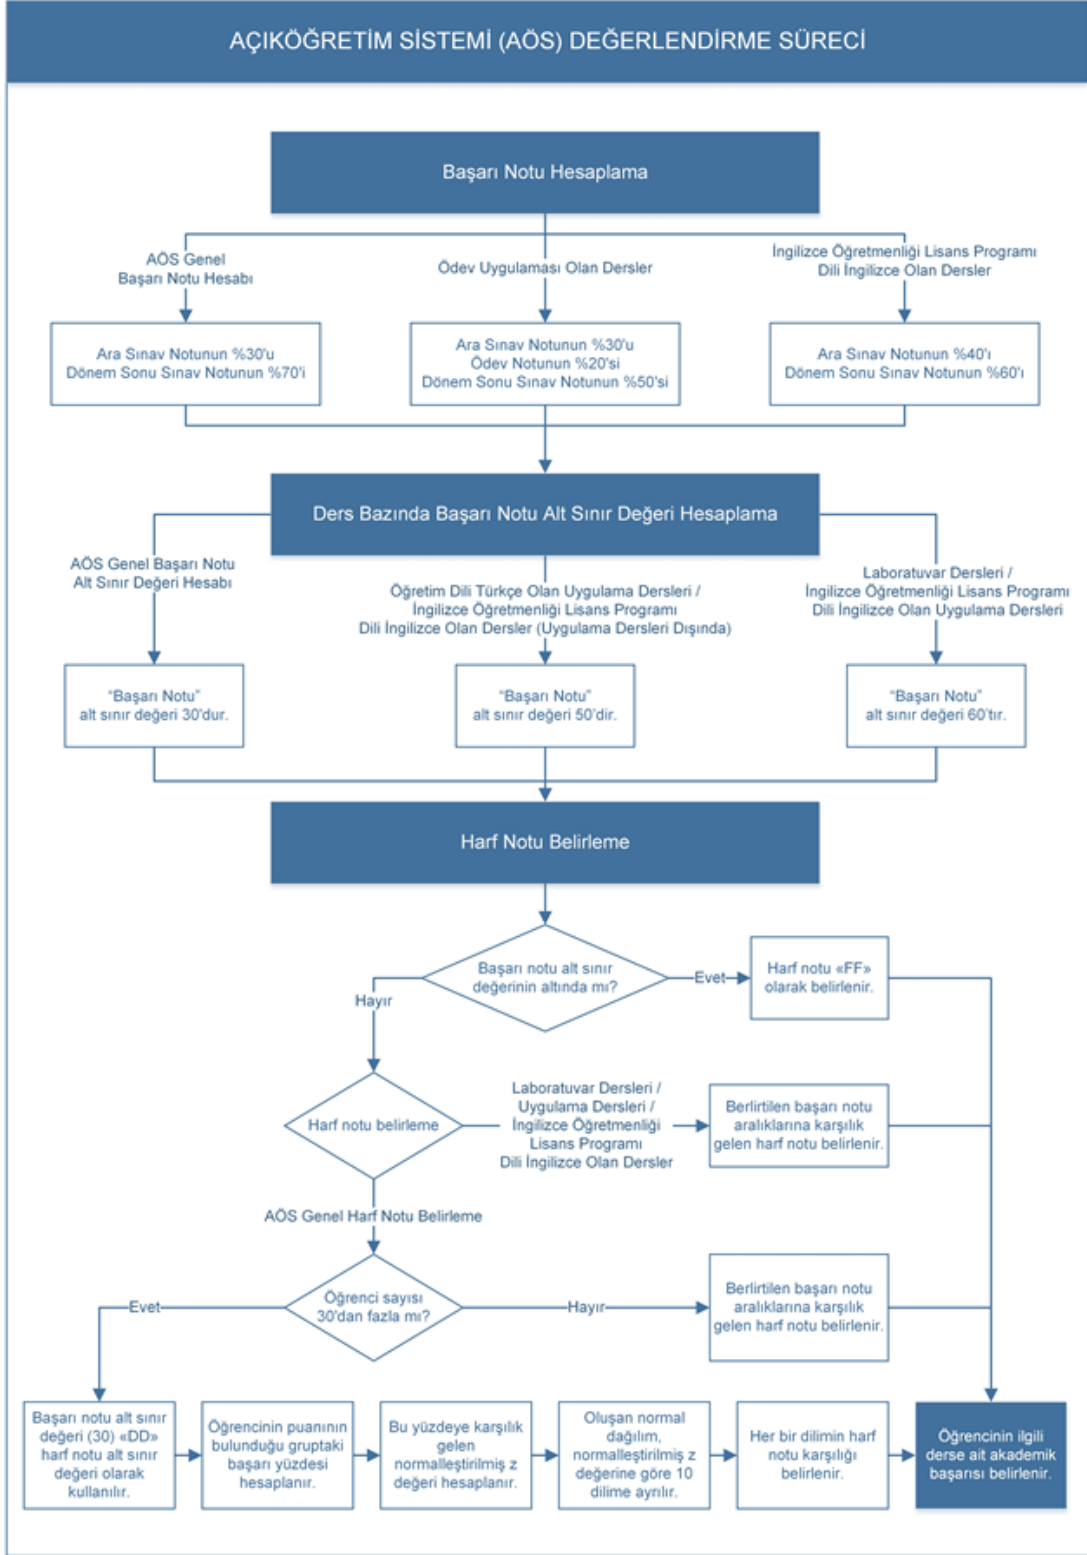 AÇIKÖĞRETİM SİSTEMİ (AÖS) DEĞERLENDİRME SÜRECİ
Başarı Notu Hesaplama
AÖS Genel
Başarı Notu Hesabı
Ödev Uygulaması Olan Dersler
İngilizce Öğretmenliği Lisans Programı
Dili İngilizce Olan Dersler
Ara Sınav Notunun %30'u
Dönem Sonu Sınav Notunun %70'i
Ara Sınav Notunun %30'u
Ödev Notunun %20'si
Dönem Sonu Sınav Notunun %50'si
Ara Sınav Notunun %40'ı
Dönem Sonu Sınav Notunun %60'ı
Ders Bazında Başarı Notu Alt Sınır Değeri Hesaplama
AÖS Genel Başarı Notu
Alt Sınır Değeri Hesabı
Öğretim Dili Türkçe Olan Uygulama Dersleri /
İngilizce Öğretmenliği Lisans Programı
Dili İngilizce Olan Dersler (Uygulama Dersleri Dışında)
Laboratuvar Dersleri /
İngilizce Öğretmenliği Lisans Programı
Dili İngilizce Olan Uygulama Dersleri
"Başarı Notu"
alt sınır değeri 30'dur.
"Başarı Notu"
alt sınır değeri 50'dir.
"Başarı Notu"
alt sınır değeri 60'tır.
Harf Notu Belirleme
Başarı notu alt sınır
değerinin altında mı?
Evet
Harf notu «FF»
olarak belirlenir.
Hayır
Harf notu belirleme
Laboratuvar Dersleri /
Uygulama Dersleri /
İngilizce Öğretmenliği
Lisans Programı
Dili İngilizce Olan Dersler
Berlirtilen başarı notu
aralıklarına karşılık
gelen harf notu belirlenir.
AÖS Genel Harf Notu Belirleme
Öğrenci sayısı
30'dan fazla mı?
Evet
Hayır
Berlirtilen başarı notu
aralıklarına karşılık
gelen harf notu belirlenir.
Başarı notu alt sınır
değeri (30) «DD»
harf notu alt sınır
değeri olarak
kullanılır.
Öğrencinin puanının
bulunduğu gruptaki
başarı yüzdesi
hesaplanır.
Bu yüzdeye karşılık
gelen
normalleştirilmiş z
değeri hesaplanır.
Oluşan normal
dağılım,
normalleştirilmiş z
değerine göre 10
dilime ayrılır.
Her bir dilimin harf
notu karşılığı
belirlenir.
Öğrencinin ilgili
derse ait akademik
başarısı belirlenir.